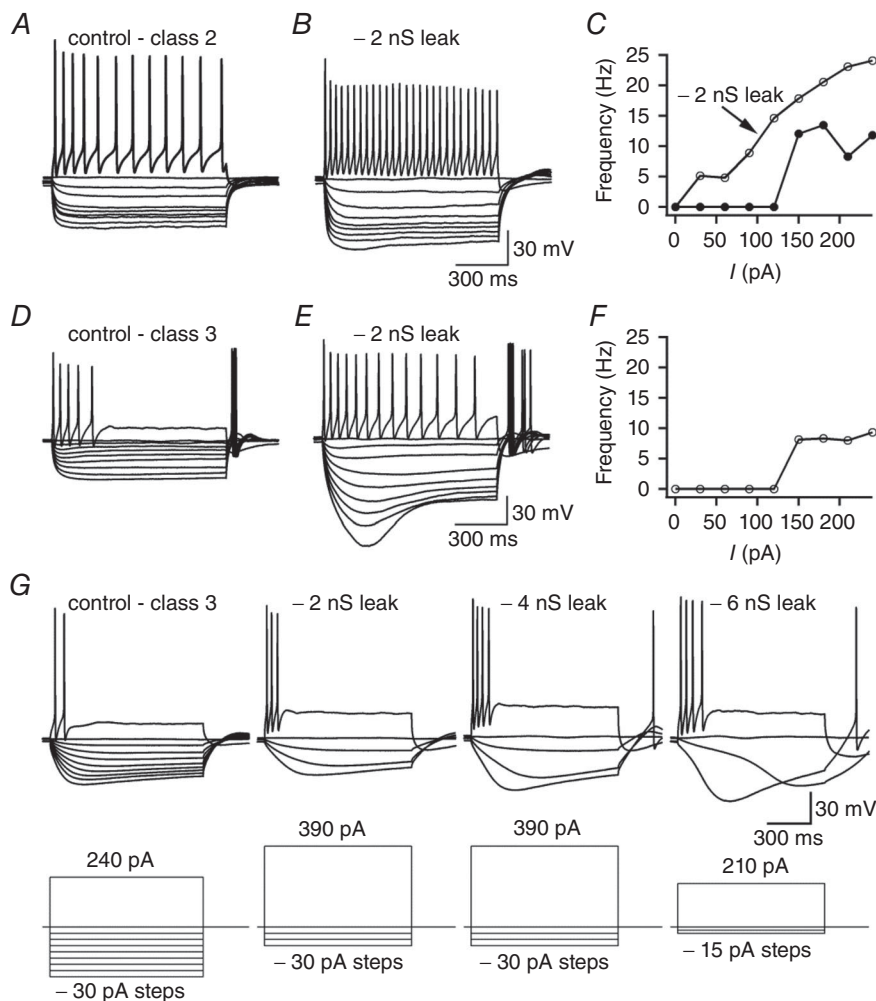 A
control - class 2
B
– 2 nS leak
30 mV
300 ms
C
Frequency (Hz)
25
20
15
10
5
0
– 2 nS leak
0 50 100 150 200
I (pA)
D
control - class 3
E
– 2 nS leak
30 mV
300 ms
F
Frequency (Hz)
25
20
15
10
5
0
0 50 100 150 200
I (pA)
G
control - class 3
– 2 nS leak
– 4 nS leak
– 6 nS leak
30 mV
300 ms
240 pA
390 pA
390 pA
210 pA
– 30 pA steps
– 30 pA steps
– 30 pA steps
– 15 pA steps